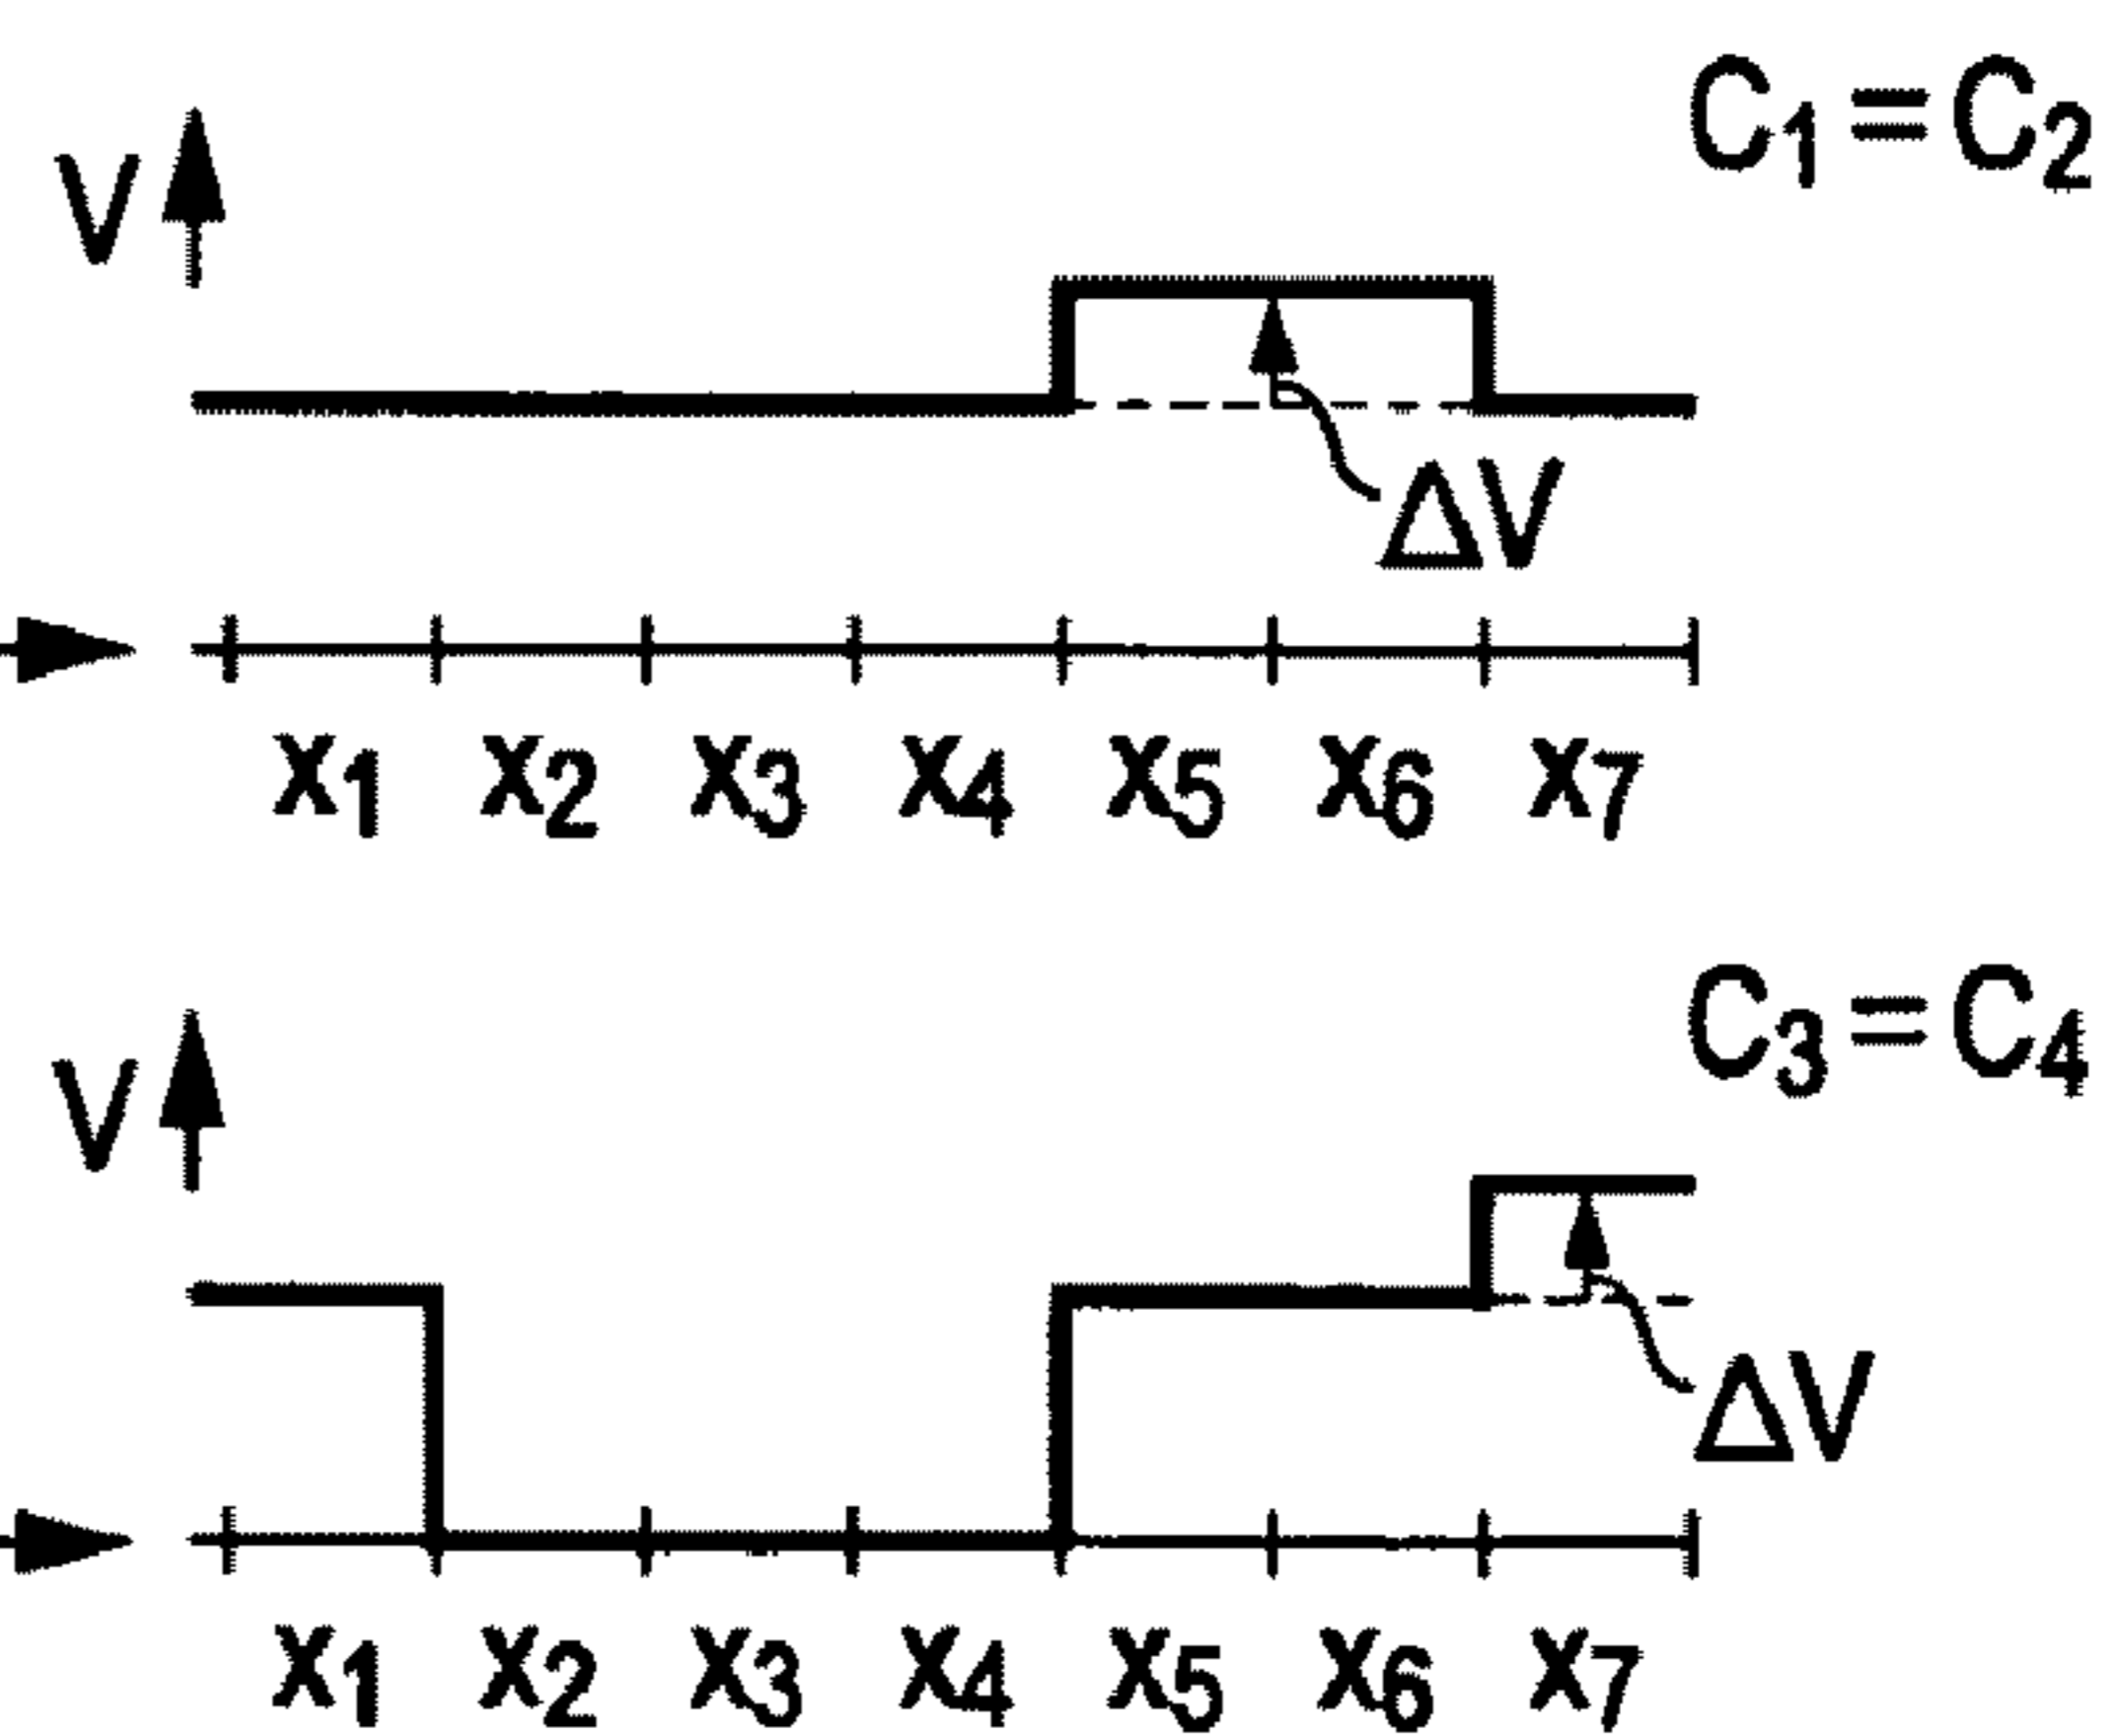 C₁ = C₂
V
ΔV
x₁ x₂ x₃ x₄ x₅ x₆ x₇
C₃ = C₄
V
ΔV
x₁ x₂ x₃ x₄ x₅ x₆ x₇